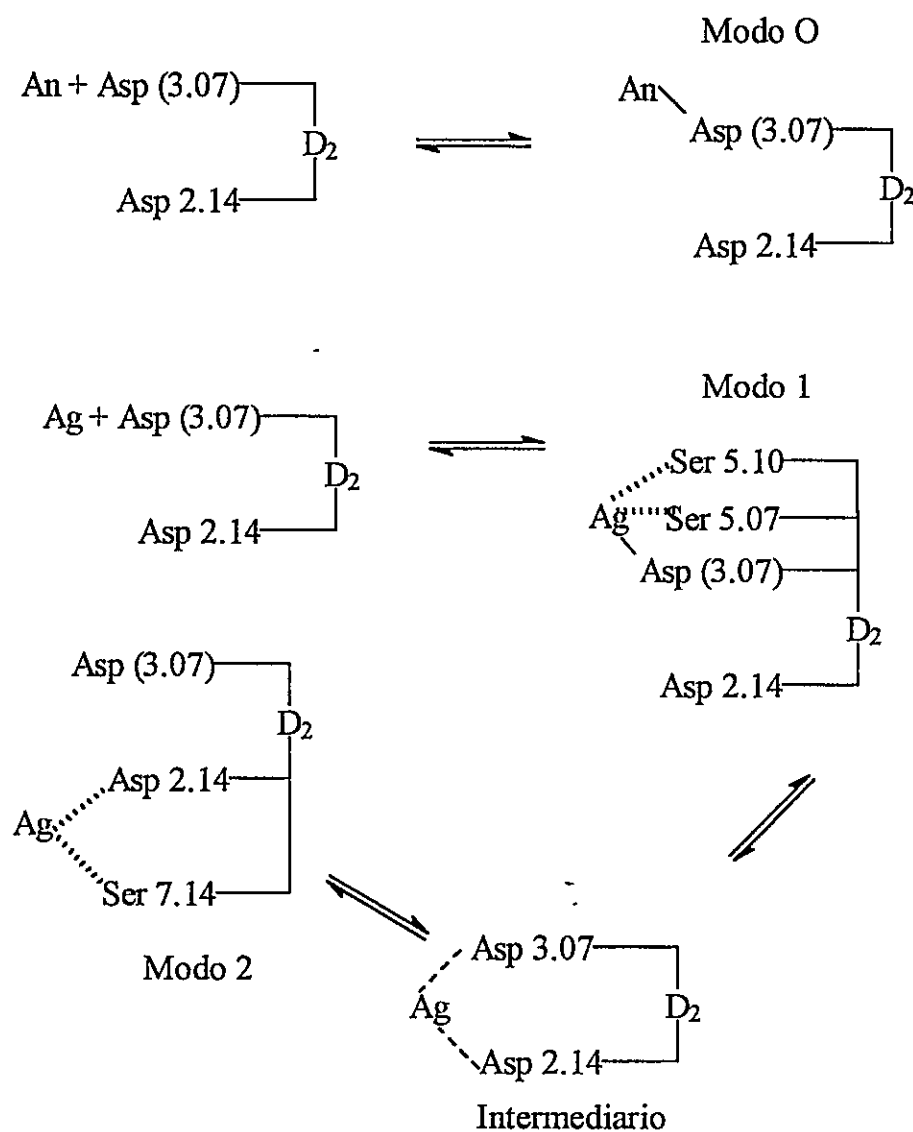 Modo O
An + Asp (3.07)
D₂
Asp 2.14
An
Asp (3.07)
D₂
Asp 2.14
Ag + Asp (3.07)
D₂
Asp 2.14
Modo 1
Ser 5.10
Ag
Ser 5.07
Asp (3.07)
D₂
Asp 2.14
Asp (3.07)
D₂
Asp 2.14
Ag
Ser 7.14
Modo 2
Asp 3.07
Ag
D₂
Asp 2.14
Intermediario